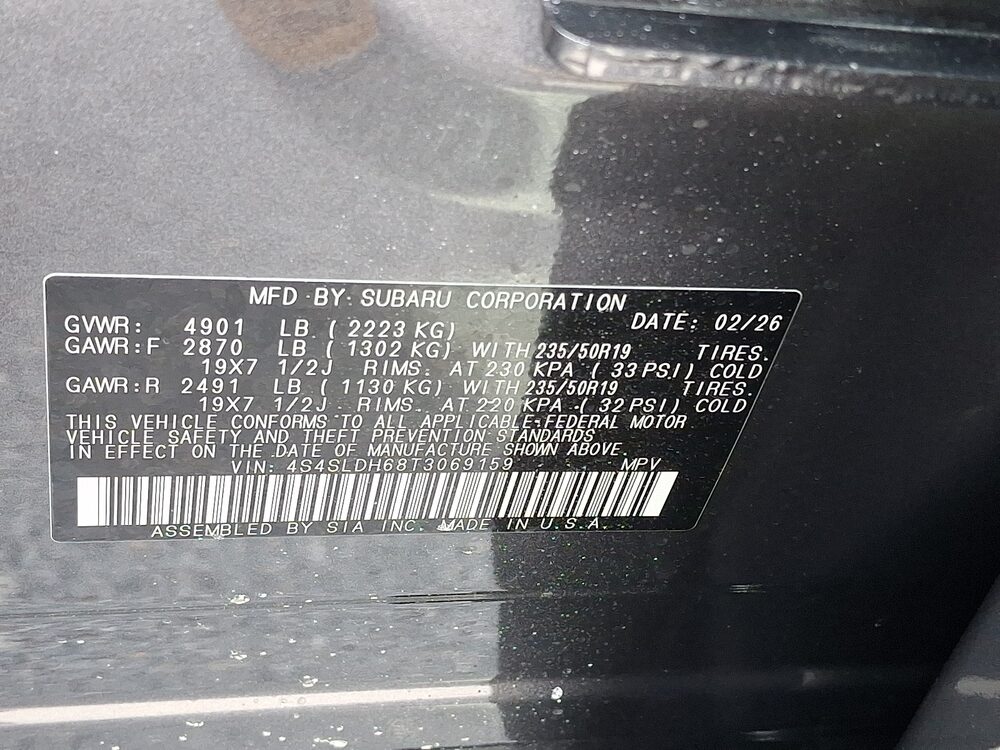 MFD BY: SUBARU CORPORATION
GVWR: 4901 LB ( 2223 KG) DATE: 02/26
GAWR:F 2870 LB ( 1302 KG) WITH 235/50R19 TIRES.
19X7 1/2J RIMS. AT 230 KPA ( 33 PSI) COLD
GAWR:R 2491 LB ( 1130 KG) WITH 235/50R19 TIRES.
19X7 1/2J RIMS. AT 220 KPA ( 32 PSI) COLD
THIS VEHICLE CONFORMS TO ALL APPLICABLE FEDERAL MOTOR
VEHICLE SAFETY AND THEFT PREVENTION STANDARDS
IN EFFECT ON THE DATE OF MANUFACTURE SHOWN ABOVE.
VIN: 4S4SLDH68T3069159 MPV
ASSEMBLED BY SIA INC. MADE IN U.S.A.